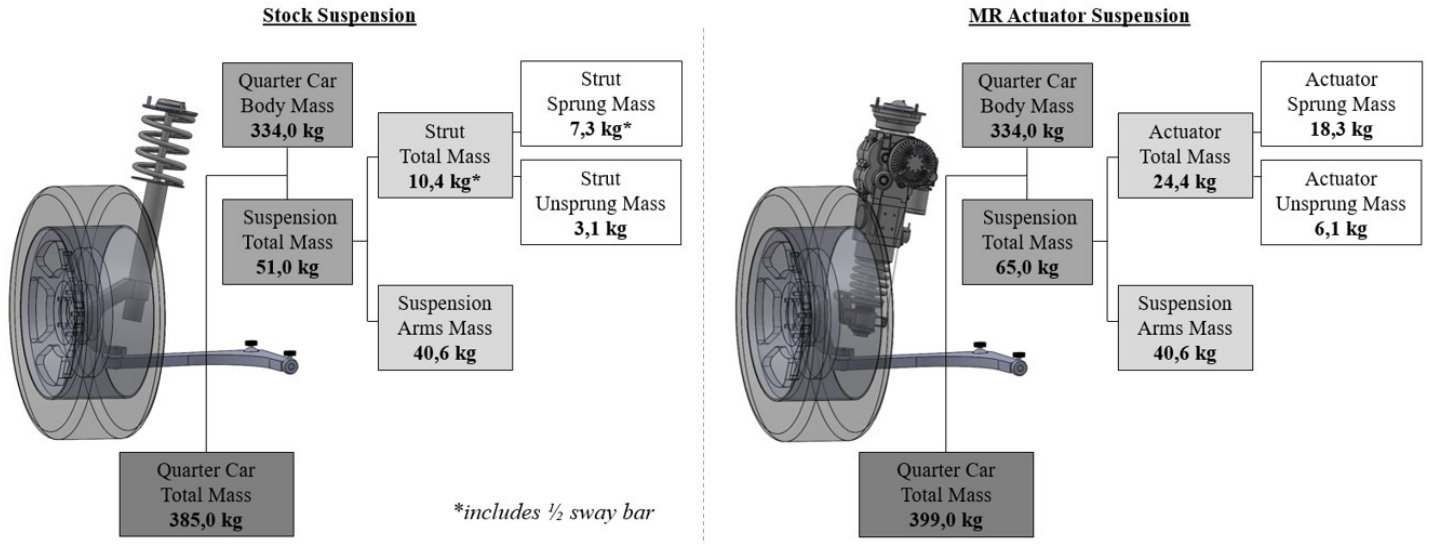 Stock Suspension
Quarter Car
Body Mass
334,0 kg
Suspension
Total Mass
51,0 kg
Strut
Total Mass
10,4 kg*
Strut
Sprung Mass
7,3 kg*
Strut
Unsprung Mass
3,1 kg
Suspension
Arms Mass
40,6 kg
Quarter Car
Total Mass
385,0 kg
*includes ½ sway bar
MR Actuator Suspension
Quarter Car
Body Mass
334,0 kg
Suspension
Total Mass
65,0 kg
Actuator
Total Mass
24,4 kg
Actuator
Sprung Mass
18,3 kg
Actuator
Unsprung Mass
6,1 kg
Suspension
Arms Mass
40,6 kg
Quarter Car
Total Mass
399,0 kg